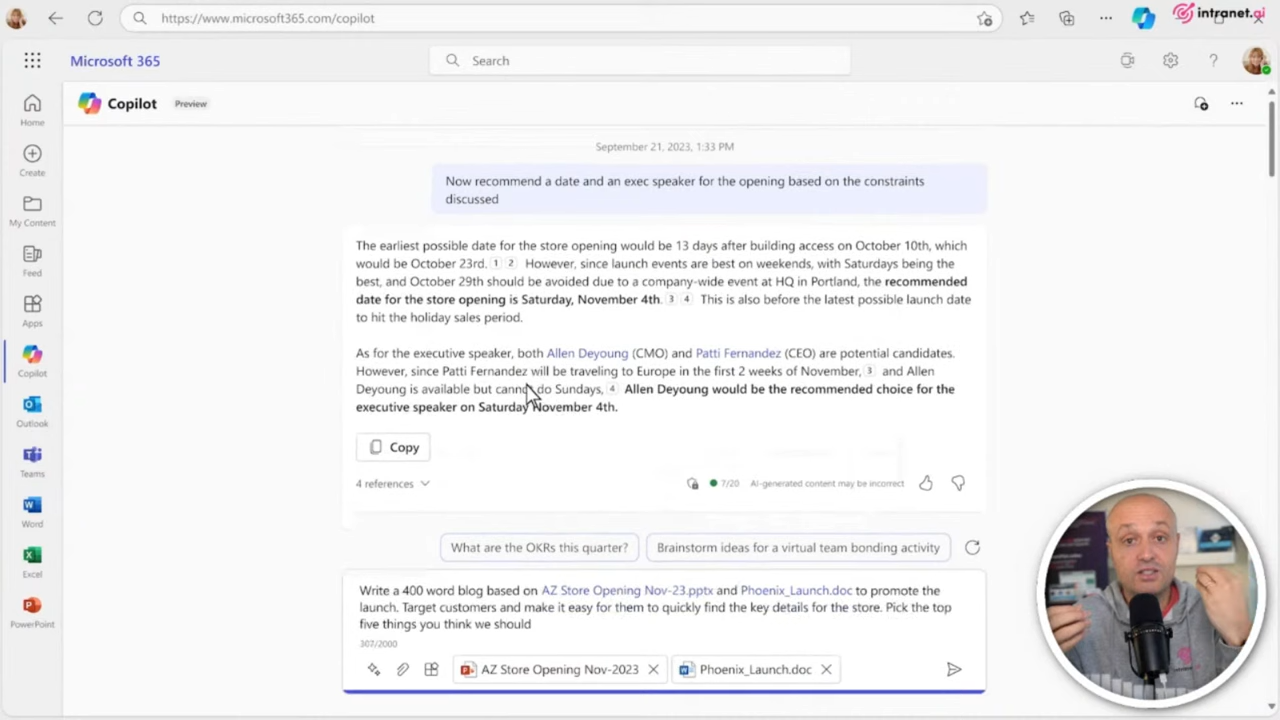 https://www.microsoft365.com/copilot
intranet.ai
Microsoft 365
Search
Copilot
Preview
Home
Create
My Content
Feed
Apps
Copilot
Outlook
Teams
Word
Excel
PowerPoint
September 21, 2023, 1:33 PM
Now recommend a date and an exec speaker for the opening based on the constraints
discussed
The earliest possible date for the store opening would be 13 days after building access on October 10th, which
would be October 23rd. 1 2 However, since launch events are best on weekends, with Saturdays being the
best, and October 29th should be avoided due to a company-wide event at HQ in Portland, the recommended
date for the store opening is Saturday, November 4th. 3 4 This is also before the latest possible launch date
to hit the holiday sales period.
As for the executive speaker, both Allen Deyoung (CMO) and Patti Fernandez (CEO) are potential candidates.
However, since Patti Fernandez will be traveling to Europe in the first 2 weeks of November, 3 and Allen
Deyoung is available but cannot do Sundays, 4 Allen Deyoung would be the recommended choice for the
executive speaker on Saturday November 4th.
Copy
4 references
7/20
AI-generated content may be incorrect
What are the OKRs this quarter?
Brainstorm ideas for a virtual team bonding activity
Write a 400 word blog based on AZ Store Opening Nov-23.pptx and Phoenix_Launch.doc to promote the
launch. Target customers and make it easy for them to quickly find the key details for the store. Pick the top
five things you think we should
307/2000
AZ Store Opening Nov-2023
Phoenix_Launch.doc